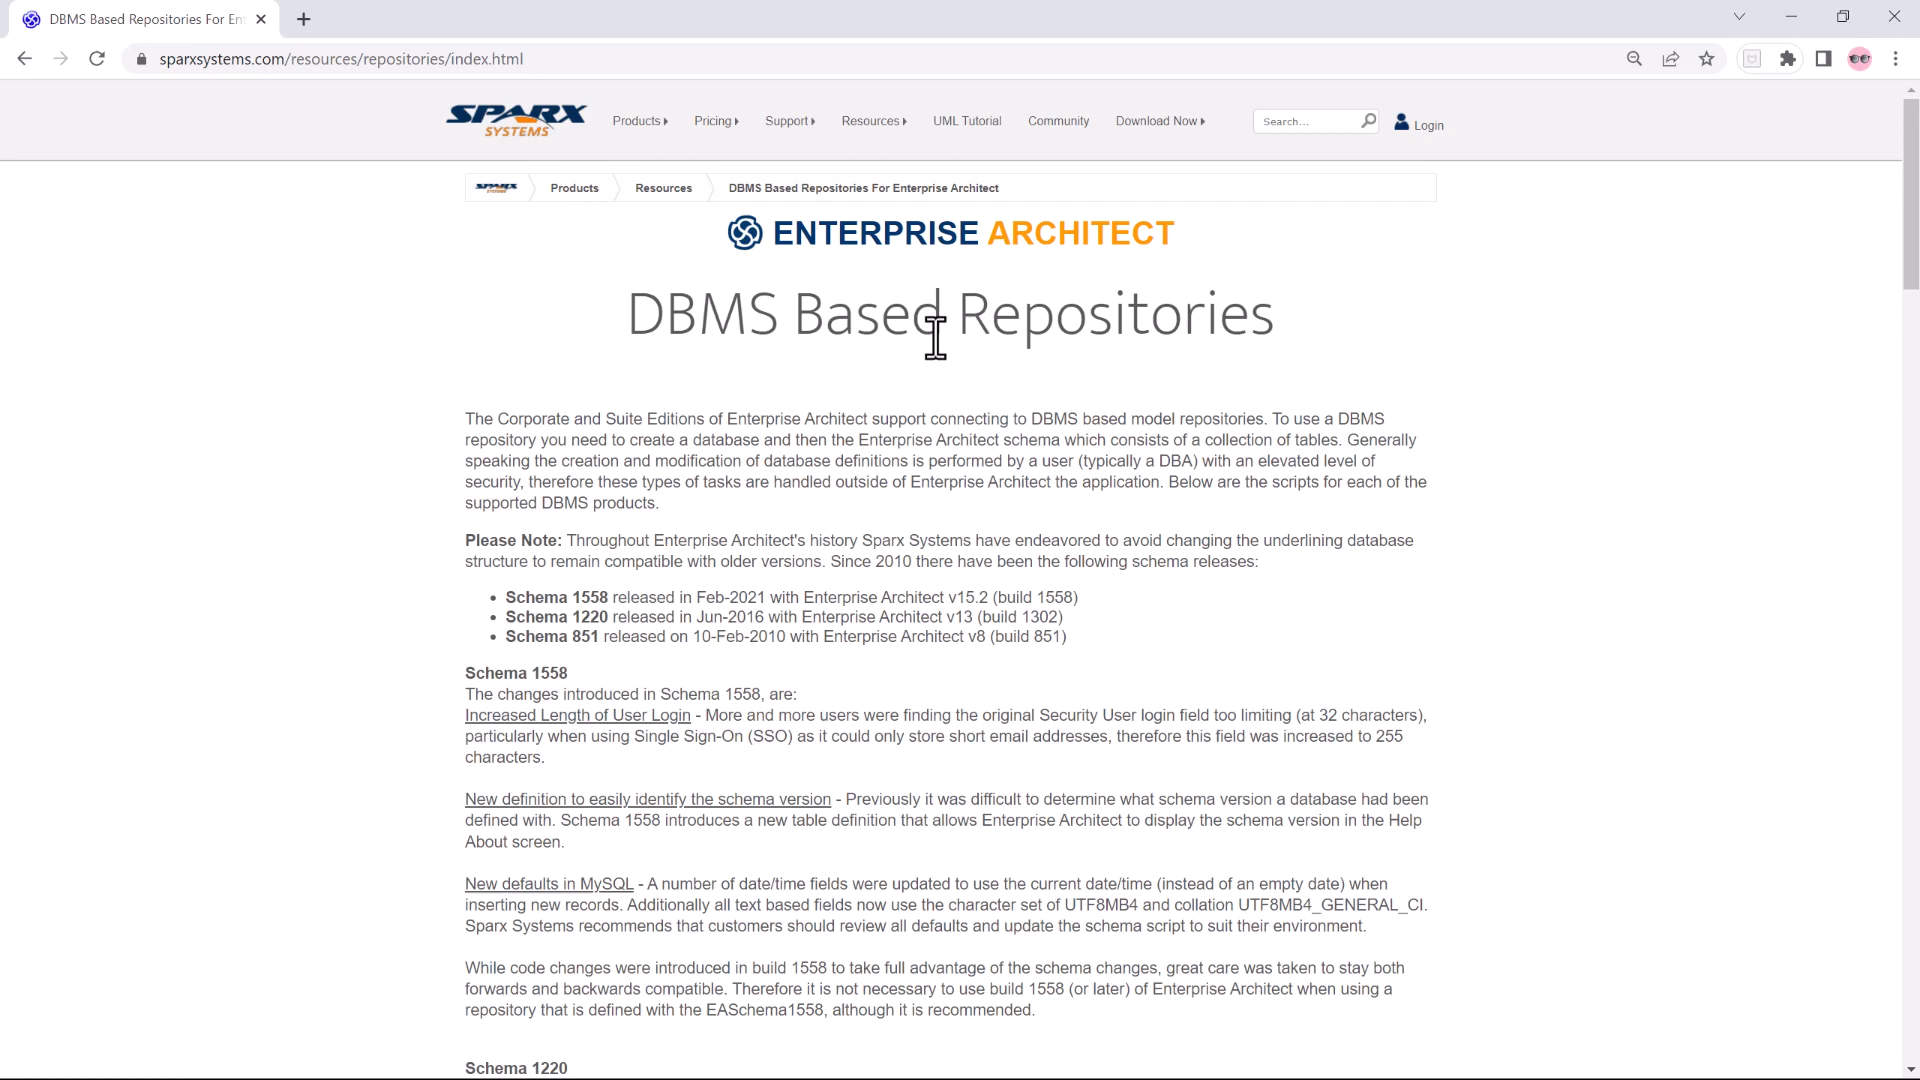 DBMS Based Repositories For Ent
sparxsystems.com/resources/repositories/index.html
SPARX
SYSTEMS
Products
Pricing
Support
Resources
UML Tutorial
Community
Download Now
Search...
Login
SPARX
SYSTEMS
Products
Resources
DBMS Based Repositories For Enterprise Architect
ENTERPRISE ARCHITECT
DBMS Based Repositories
The Corporate and Suite Editions of Enterprise Architect support connecting to DBMS based model repositories. To use a DBMS
repository you need to create a database and then the Enterprise Architect schema which consists of a collection of tables. Generally
speaking the creation and modification of database definitions is performed by a user (typically a DBA) with an elevated level of
security, therefore these types of tasks are handled outside of Enterprise Architect the application. Below are the scripts for each of the
supported DBMS products.
Please Note: Throughout Enterprise Architect's history Sparx Systems have endeavored to avoid changing the underlining database
structure to remain compatible with older versions. Since 2010 there have been the following schema releases:
• Schema 1558 released in Feb-2021 with Enterprise Architect v15.2 (build 1558)
• Schema 1220 released in Jun-2016 with Enterprise Architect v13 (build 1302)
• Schema 851 released on 10-Feb-2010 with Enterprise Architect v8 (build 851)
Schema 1558
The changes introduced in Schema 1558, are:
Increased Length of User Login - More and more users were finding the original Security User login field too limiting (at 32 characters),
particularly when using Single Sign-On (SSO) as it could only store short email addresses, therefore this field was increased to 255
characters.
New definition to easily identify the schema version - Previously it was difficult to determine what schema version a database had been
defined with. Schema 1558 introduces a new table definition that allows Enterprise Architect to display the schema version in the Help
About screen.
New defaults in MySQL - A number of date/time fields were updated to use the current date/time (instead of an empty date) when
inserting new records. Additionally all text based fields now use the character set of UTF8MB4 and collation UTF8MB4_GENERAL_CI.
Sparx Systems recommends that customers should review all defaults and update the schema script to suit their environment.
While code changes were introduced in build 1558 to take full advantage of the schema changes, great care was taken to stay both
forwards and backwards compatible. Therefore it is not necessary to use build 1558 (or later) of Enterprise Architect when using a
repository that is defined with the EASchema1558, although it is recommended.
Schema 1220